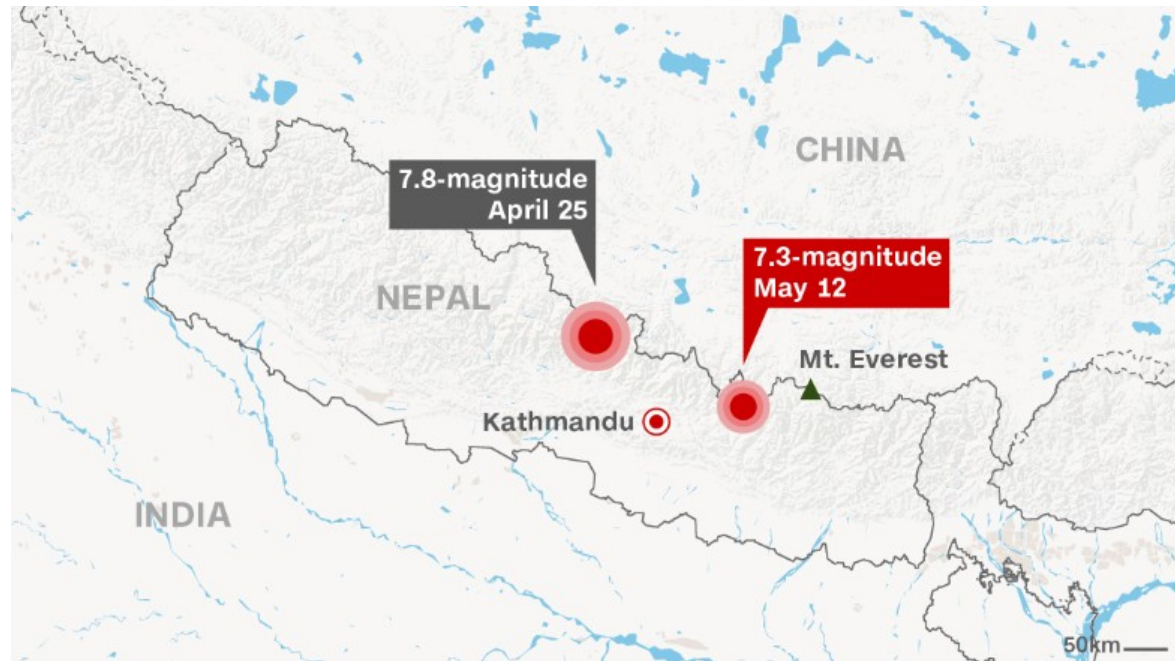 CHINA
7.8-magnitude
April 25
7.3-magnitude
May 12
NEPAL
Mt. Everest
Kathmandu
INDIA
50km